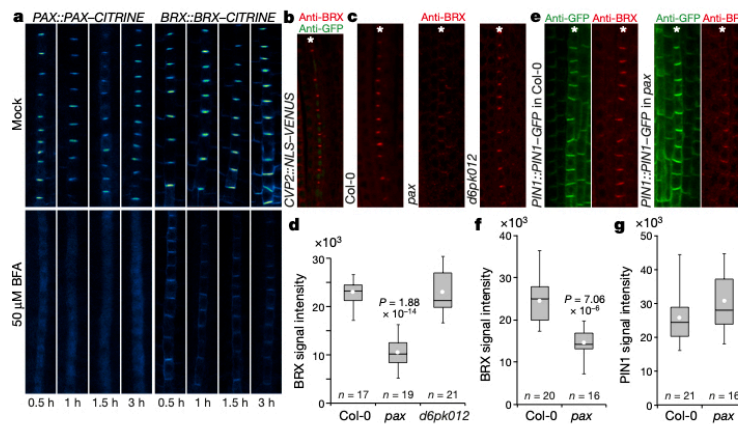 a
PAX::PAX–CITRINE
BRX::BRX–CITRINE
Mock
50 μM BFA
0.5 h 1 h 1.5 h 3 h 0.5 h 1 h 1.5 h 3 h
b
Anti-BRX
Anti-GFP
*
CVP2::NLS–VENUS
c
Anti-BRX
* * *
Col-0
pax
d6pk012
e
Anti-GFP Anti-BRX Anti-GFP Anti-BR
* * * *
PIN1::PIN1–GFP in Col-0
PIN1::PIN1–GFP in pax
d
×10³
BRX signal intensity
30
20
10
0
P = 1.88
× 10⁻¹⁴
n = 17 n = 19 n = 21
Col-0 pax d6pk012
f
×10³
BRX signal intensity
40
30
20
10
0
P = 7.06
× 10⁻⁶
n = 20 n = 16
Col-0 pax
g
×10³
PIN1 signal intensity
50
40
30
20
10
0
n = 21 n = 16
Col-0 pax